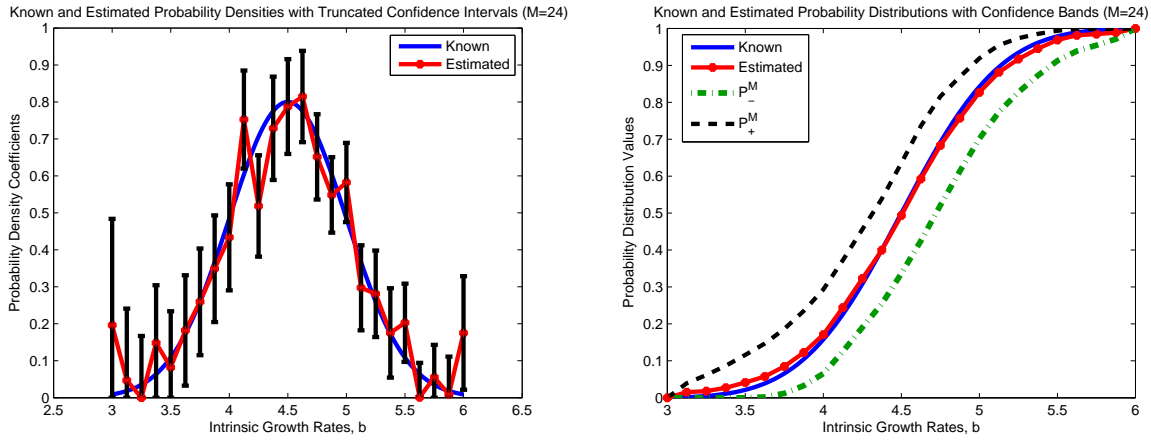 Known and Estimated Probability Densities with Truncated Confidence Intervals (M=24)
Probability Density Coefficients
1
0.9
0.8
0.7
0.6
0.5
0.4
0.3
0.2
0.1
0
2.5 3 3.5 4 4.5 5 5.5 6 6.5
Intrinsic Growth Rates, b
Known
Estimated
Known and Estimated Probability Distributions with Confidence Bands (M=24)
Probability Distribution Values
1
0.9
0.8
0.7
0.6
0.5
0.4
0.3
0.2
0.1
0
3 3.5 4 4.5 5 5.5 6
Intrinsic Growth Rates, b
Known
Estimated
P_−^M
P_+^M